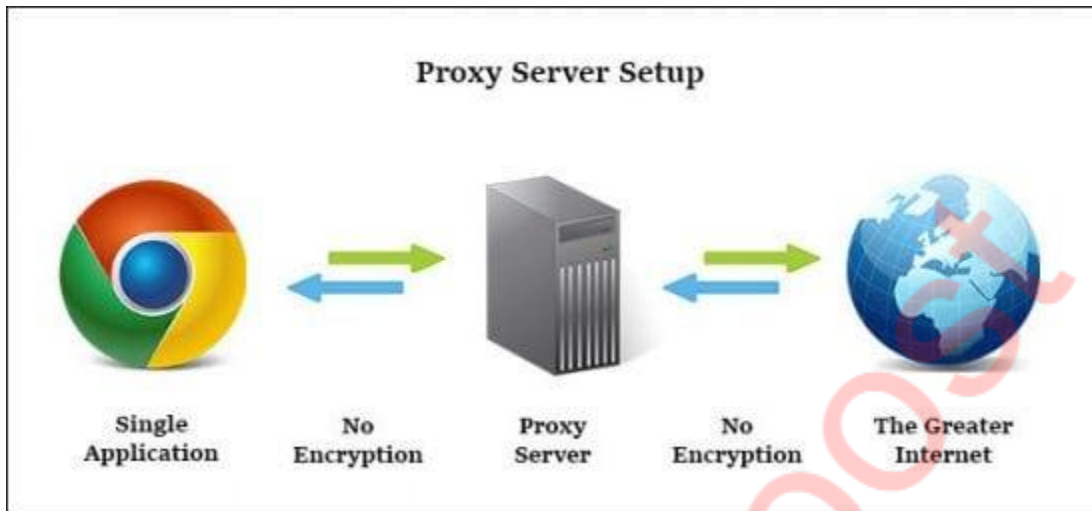 Proxy Server Setup
Single
Application
No
Encryption
Proxy
Server
No
Encryption
The Greater
Internet